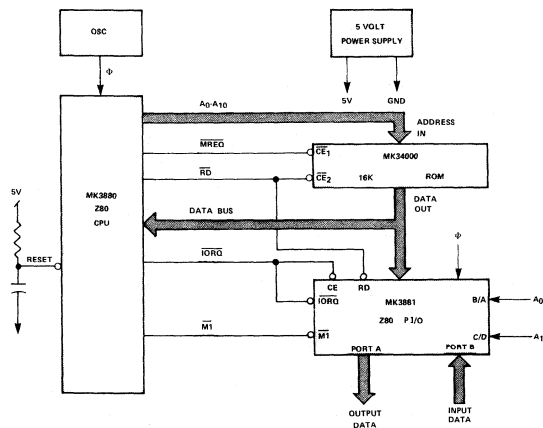 OSC
5 VOLT
POWER SUPPLY
Φ
5V
GND
A0-A10
ADDRESS
IN
MREQ
CE1
MK34000
RD
CE2
16K
ROM
5V
MK3880
Z80
CPU
DATA BUS
DATA
OUT
RESET
IORQ
Φ
CE
RD
MK3881
B/A
A0
IORQ
Z80 PI/O
C/D
A1
M1
M1
PORT A
PORT B
OUTPUT
DATA
INPUT
DATA